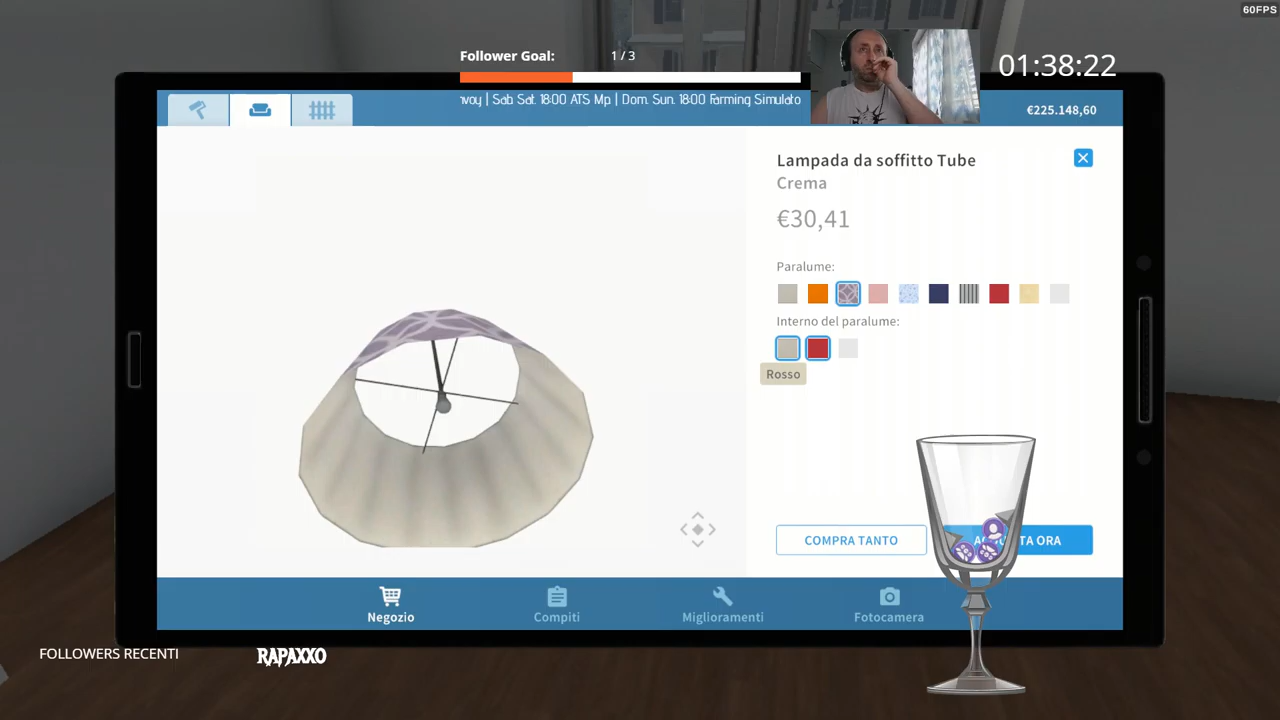 60FPS
Follower Goal: 1 / 3
01:38:22
| Sab. Sat. 18:00 ATS Mp. | Dom. Sun. 18:00 Farming Simulato
€225.148,60
Lampada da soffitto Tube
Crema
€30,41
Paralume:
Interno del paralume:
Rosso
COMPRA TANTO
ORA
Negozio
Compiti
Miglioramenti
Fotocamera
FOLLOWERS RECENTI
RAPAXXO